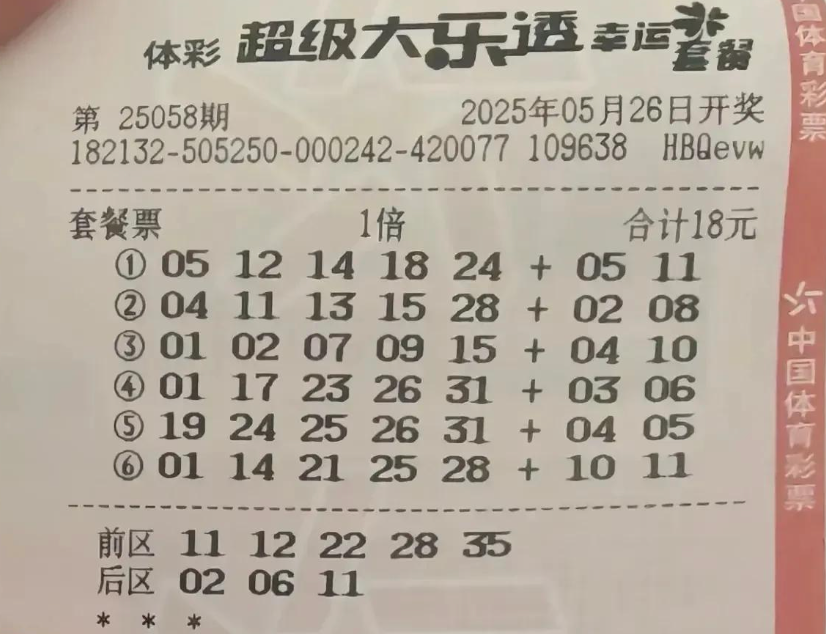 体彩 超级大乐透 幸运套餐
第 25058期 2025年05月26日开奖
182132-505250-000242-420077 109638 HBQevw
套餐票 1倍 合计18元
① 05 12 14 18 24 + 05 11
② 04 11 13 15 28 + 02 08
③ 01 02 07 09 15 + 04 10
④ 01 17 23 26 31 + 03 06
⑤ 19 24 25 26 31 + 04 05
⑥ 01 14 21 25 28 + 10 11
前区 11 12 22 28 35
后区 02 06 11
* * *
国体育彩票
中国体育彩票